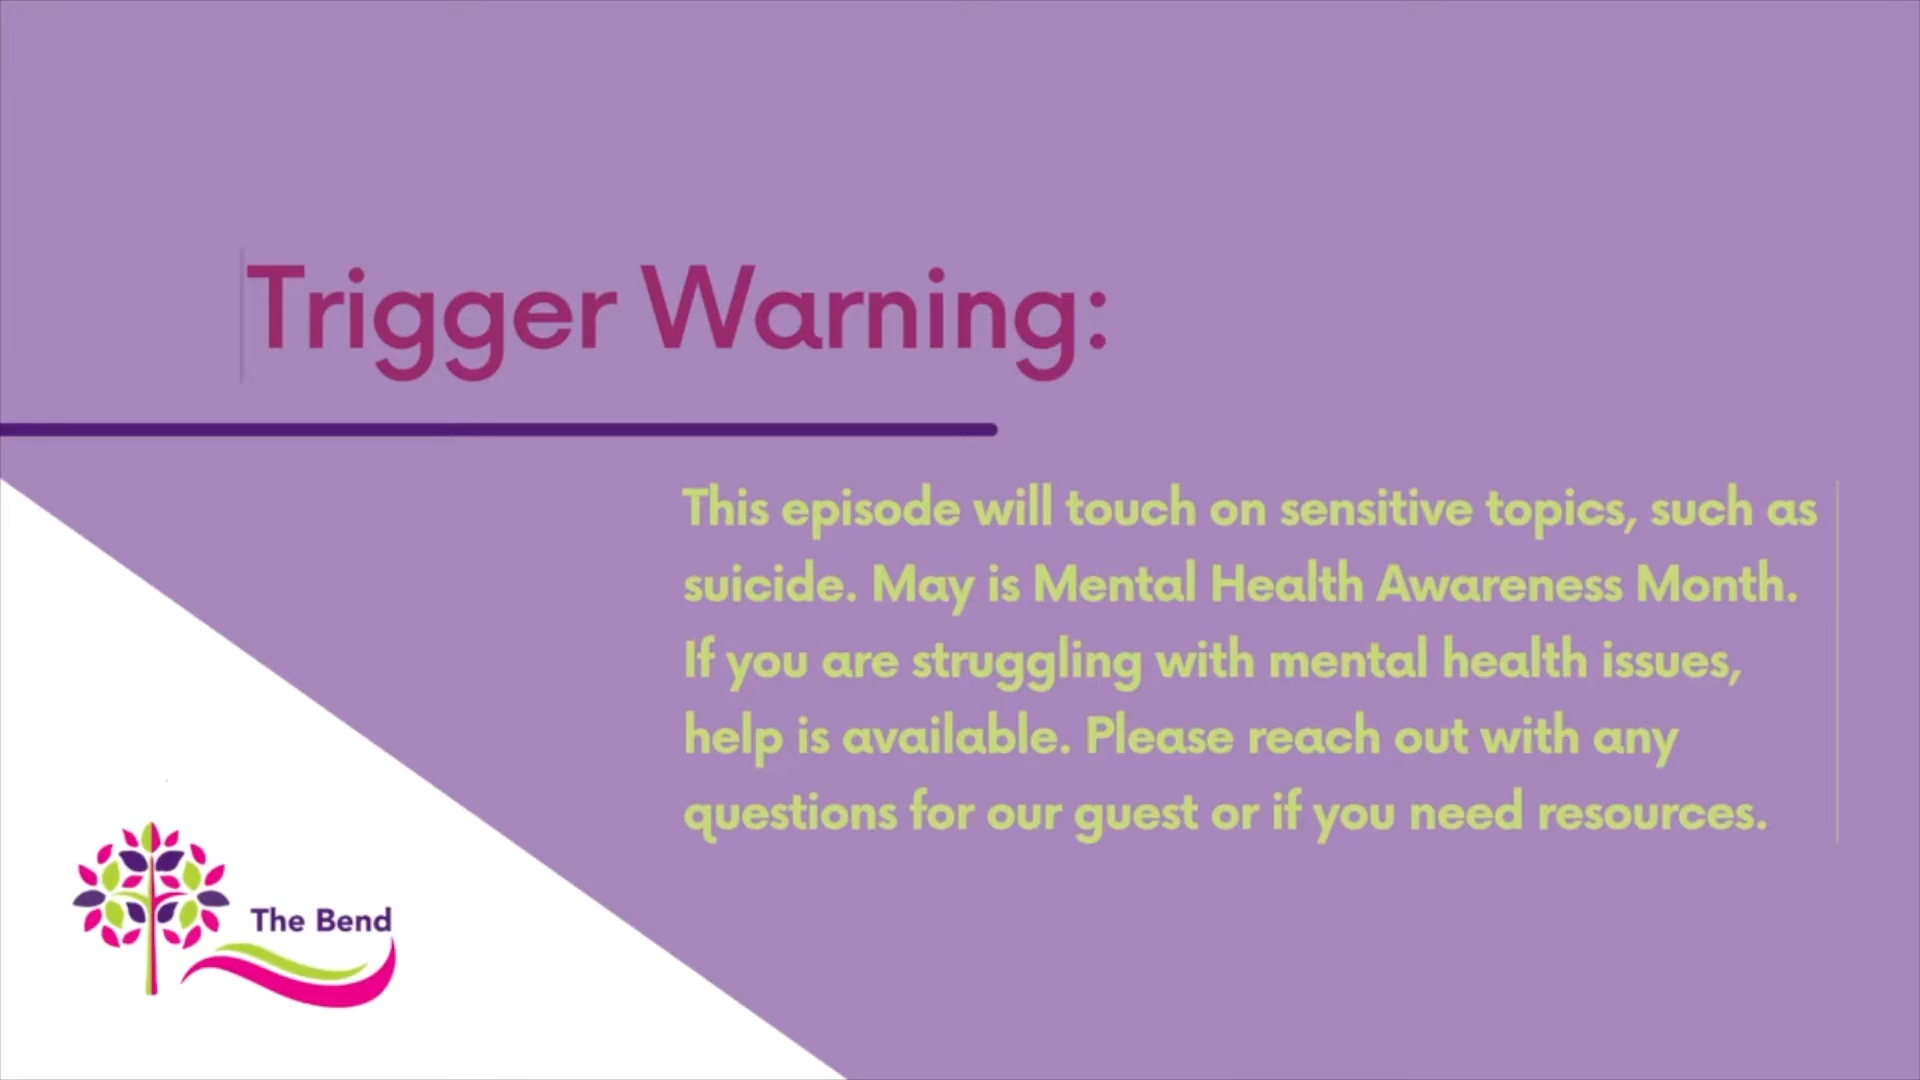 Trigger Warning:
This episode will touch on sensitive topics, such as
suicide. May is Mental Health Awareness Month.
If you are struggling with mental health issues,
help is available. Please reach out with any
questions for our guest or if you need resources.
The Bend